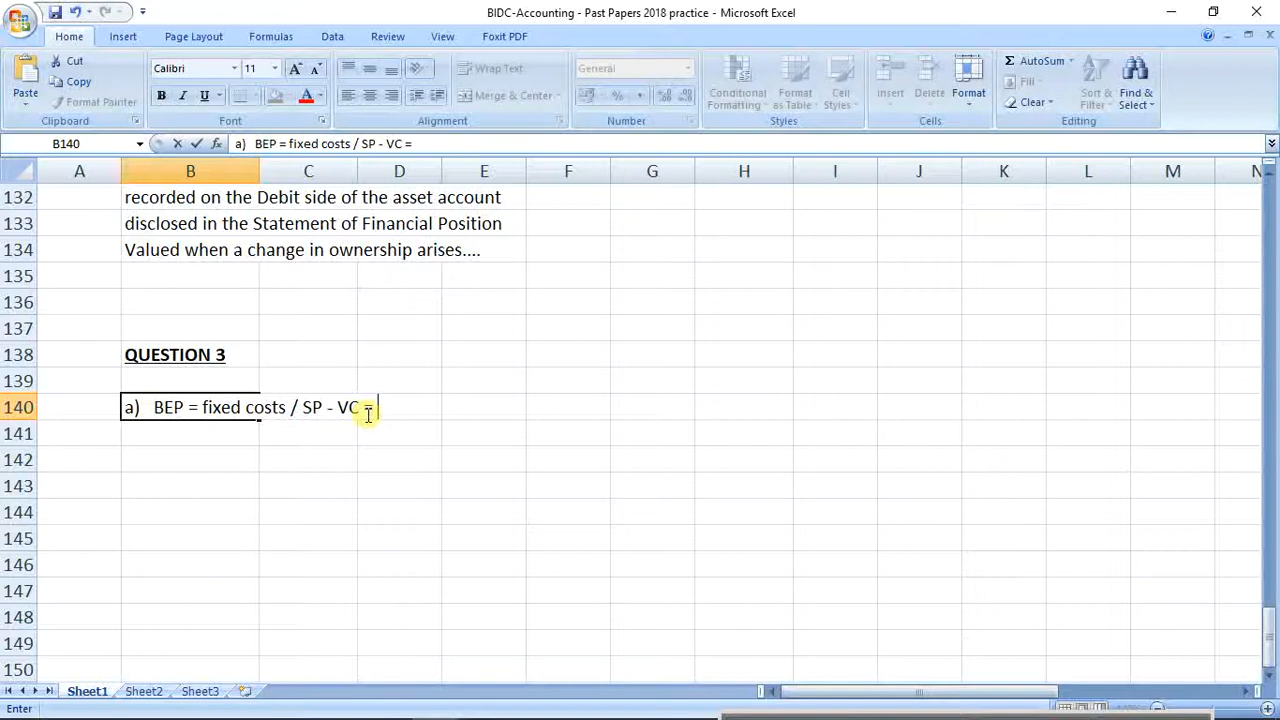 BIDC-Accounting - Past Papers 2018 practice - Microsoft Excel
Home Insert Page Layout Formulas Data Review View Foxit PDF
Paste Cut Copy Format Painter Clipboard
Calibri 11 A A B I U A Font
Wrap Text Merge & Center Alignment
General % , Number
Conditional Formatting Format as Table Cell Styles Styles
Insert Delete Format Cells
Σ AutoSum Fill Clear Sort & Filter Find & Select Editing
B140 fx a) BEP = fixed costs / SP - VC =
A B C D E F G H I J K L M N
132 recorded on the Debit side of the asset account
133 disclosed in the Statement of Financial Position
134 Valued when a change in ownership arises....
135
136
137
138 QUESTION 3
139
140 a) BEP = fixed costs / SP - VC =
141
142
143
144
145
146
147
148
149
150
Sheet1 Sheet2 Sheet3
Enter